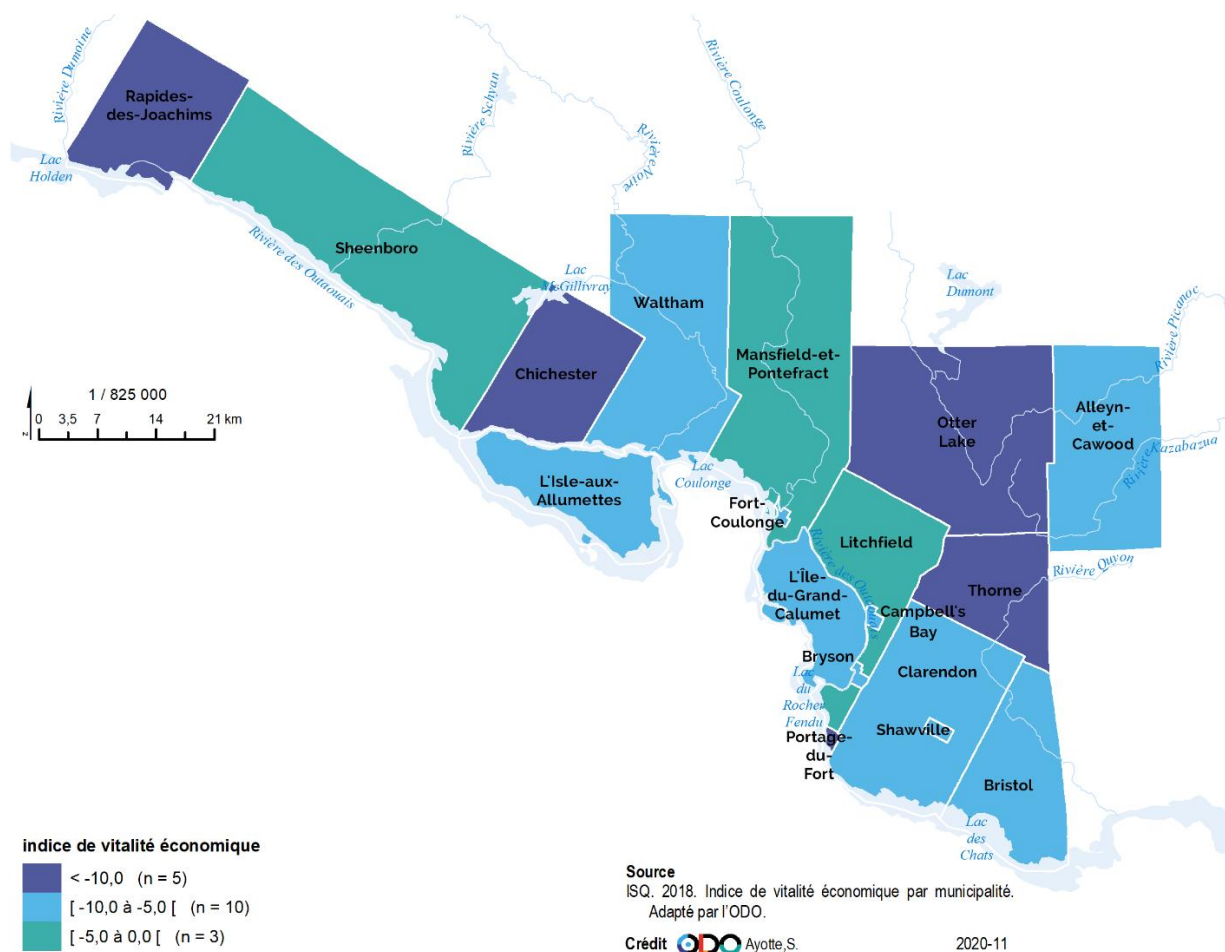 Rivière Dumoine
Rapides-
des-Joachims
Lac
Holden
Rivière Schyan
Rivière Noire
Rivière Coulonge
Sheenboro
Rivière des Outaouais
Lac
McGillivray
Waltham
Lac
Dumont
Rivière Picanoc
Mansfield-et-
Pontefract
Chichester
1 / 825 000
0 3,5 7 14 21 km
z
Otter
Lake
Alleyn-
et-
Cawood
Rivière Kazabazua
L'Isle-aux-
Allumettes
Lac
Coulonge
Fort-
Coulonge
Litchfield
Rivière des Outaouais
Rivière Quyon
Thorne
L'Île-
du-Grand-
Calumet
Campbell's
Bay
Bryson
Clarendon
Lac
du
Rocher
Fendu
Shawville
Portage-
du-
Fort
Bristol
Lac
des
Chats
indice de vitalité économique
< -10,0 (n = 5)
[ -10,0 à -5,0 [ (n = 10)
[ -5,0 à 0,0 [ (n = 3)
Source
ISQ. 2018. Indice de vitalité économique par municipalité.
Adapté par l'ODO.
Crédit ODO Ayotte,S. 2020-11